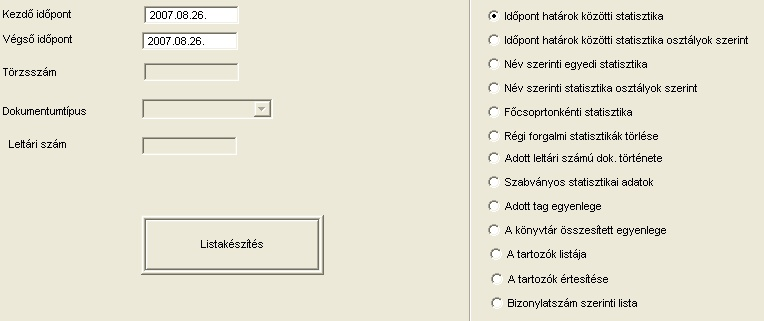 Kezdő időpont
2007.08.26.
Végső időpont
2007.08.26.
Törzsszám
Dokumentumtípus
Leltári szám
Listakészítés
Időpont határok közötti statisztika
Időpont határok közötti statisztika osztályok szerint
Név szerinti egyedi statisztika
Név szerinti statisztika osztályok szerint
Főcsoprtonkénti statisztika
Régi forgalmi statisztikák törlése
Adott leltári számú dok. története
Szabványos statisztikai adatok
Adott tag egyenlege
A könyvtár összesített egyenlege
A tartozók listája
A tartozók értesítése
Bizonylatszám szerinti lista